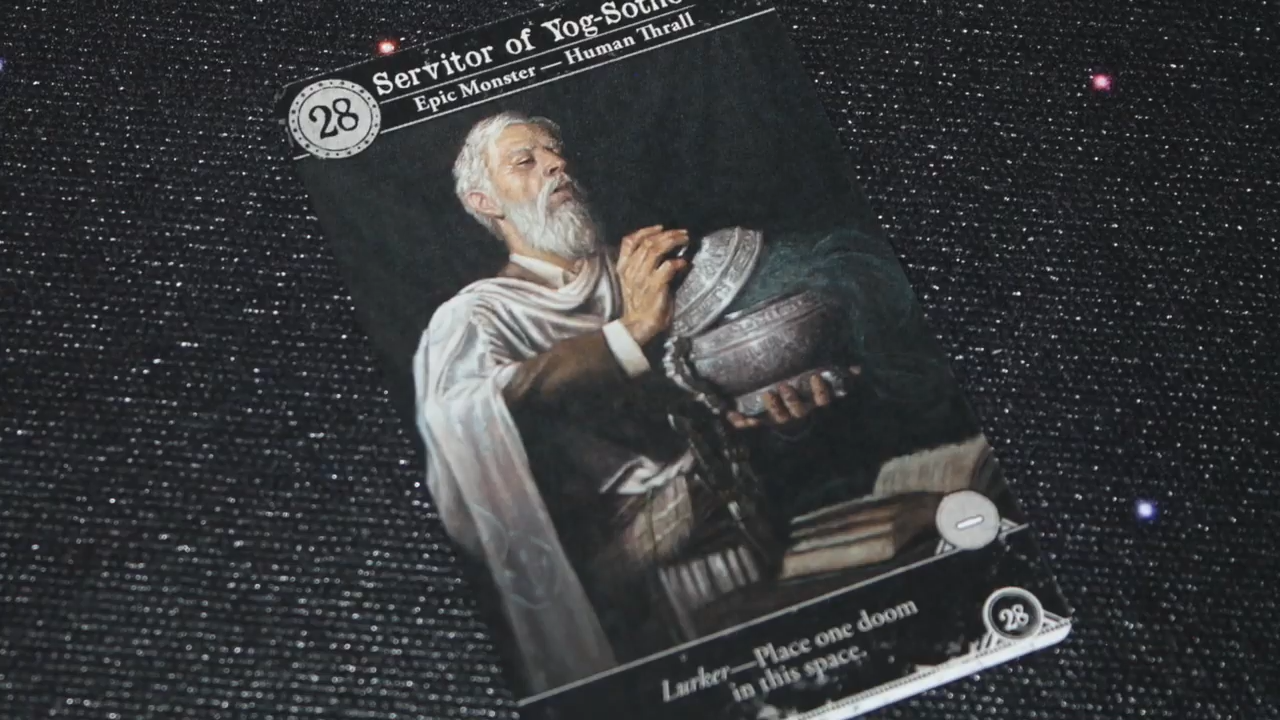 Servitor of Yog-Sotho
Epic Monster — Human Thrall
28
Lurker—Place one doom
in this space.
28